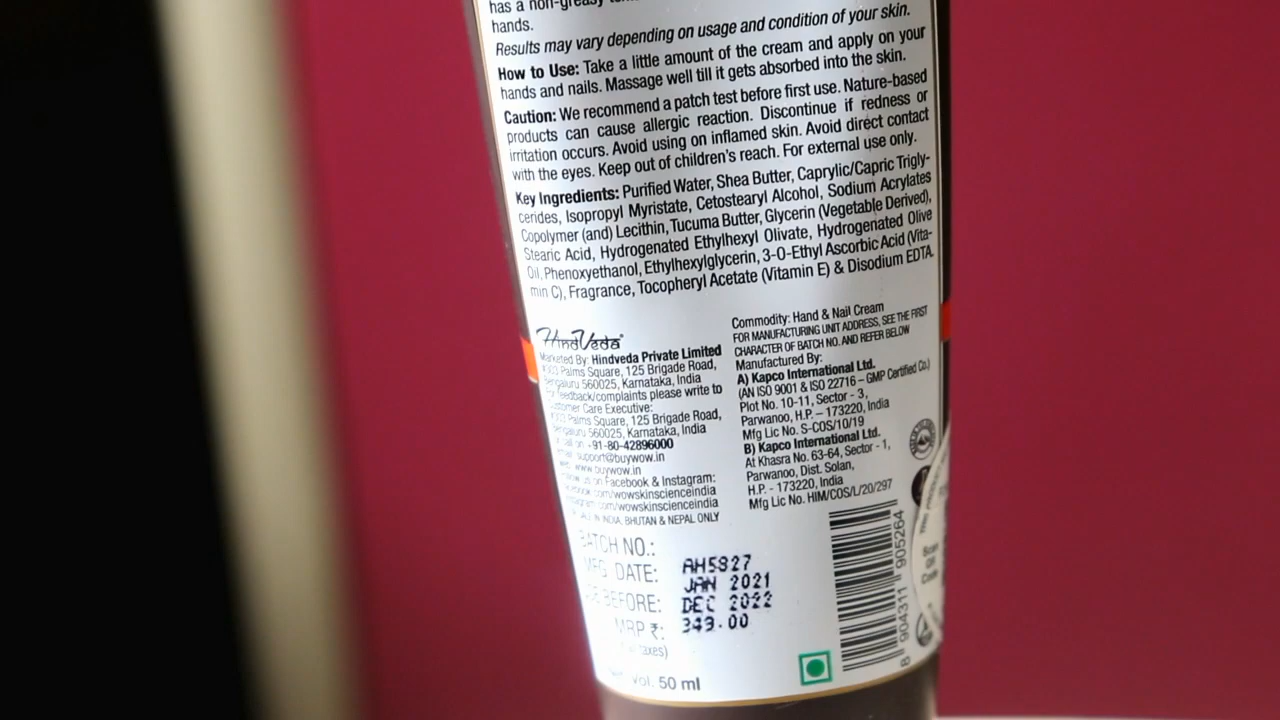 has a non-greasy
hands.
Results may vary depending on usage and condition of your skin.
How to Use: Take a little amount of the cream and apply on your
hands and nails. Massage well till it gets absorbed into the skin.
Caution: We recommend a patch test before first use. Nature-based
products can cause allergic reaction. Discontinue if redness or
irritation occurs. Avoid using on inflamed skin. Avoid direct contact
with the eyes. Keep out of children's reach. For external use only.
Key Ingredients: Purified Water, Shea Butter, Caprylic/Capric Trigly-
cerides, Isopropyl Myristate, Cetostearyl Alcohol, Sodium Acrylates
Copolymer (and) Lecithin, Tucuma Butter, Glycerin (Vegetable Derived),
Stearic Acid, Hydrogenated Ethylhexyl Olivate, Hydrogenated Olive
Oil, Phenoxyethanol, Ethylhexylglycerin, 3-O-Ethyl Ascorbic Acid (Vita-
min C), Fragrance, Tocopheryl Acetate (Vitamin E) & Disodium EDTA.
HindVeda
Marketed By: Hindveda Private Limited
Palms Square, 125 Brigade Road,
Bengaluru 560025, Karnataka, India
For feedback/complaints please write to
Customer Care Executive:
Palms Square, 125 Brigade Road,
Bengaluru 560025, Karnataka, India
call on +91-80-42896000
support@buywow.in
www.buywow.in
us on Facebook & Instagram:
facebook.com/wowskinscienceindia
instagram.com/wowskinscienceindia
IN INDIA, BHUTAN & NEPAL ONLY
Commodity: Hand & Nail Cream
FOR MANUFACTURING UNIT ADDRESS, SEE THE FIRST
CHARACTER OF BATCH NO. AND REFER BELOW
Manufactured By:
A) Kapco International Ltd.
(AN ISO 9001 & ISO 22716 – GMP Certified Co.)
Plot No. 10-11, Sector - 3,
Parwanoo, H.P. – 173220, India
Mfg Lic No. S-COS/10/19
B) Kapco International Ltd.
At Khasra No. 63-64, Sector - 1,
Parwanoo, Dist. Solan,
H.P. - 173220, India
Mfg Lic No. HIM/COS/L/20/297
BATCH NO.: AH5827
MFG DATE: JAN 2021
BEFORE: DEC 2022
MRP ₹: 349.00
taxes)
vol. 50 ml
8 904311 905264
Scan
QR
Code